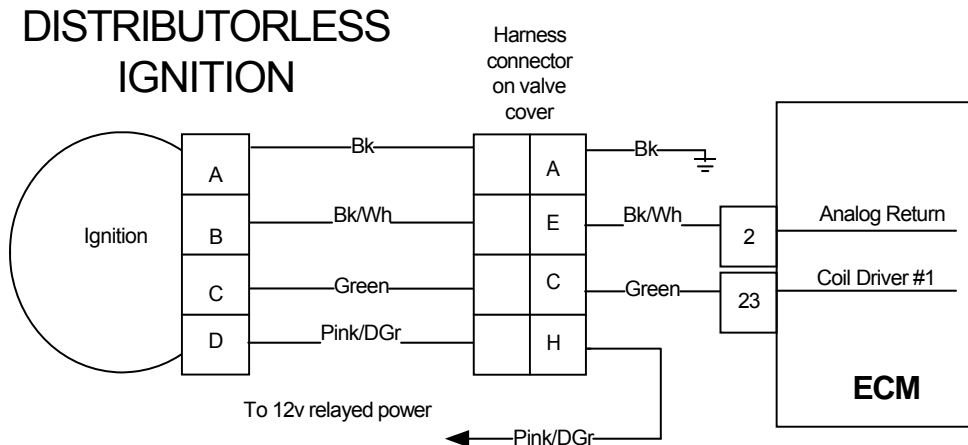 DISTRIBUTORLESS
IGNITION
Harness
connector
on valve
cover
Ignition
A
Bk
A
Bk
B
Bk/Wh
E
Bk/Wh
2
Analog Return
C
Green
C
Green
23
Coil Driver #1
D
Pink/DGr
H
ECM
To 12v relayed power
Pink/DGr